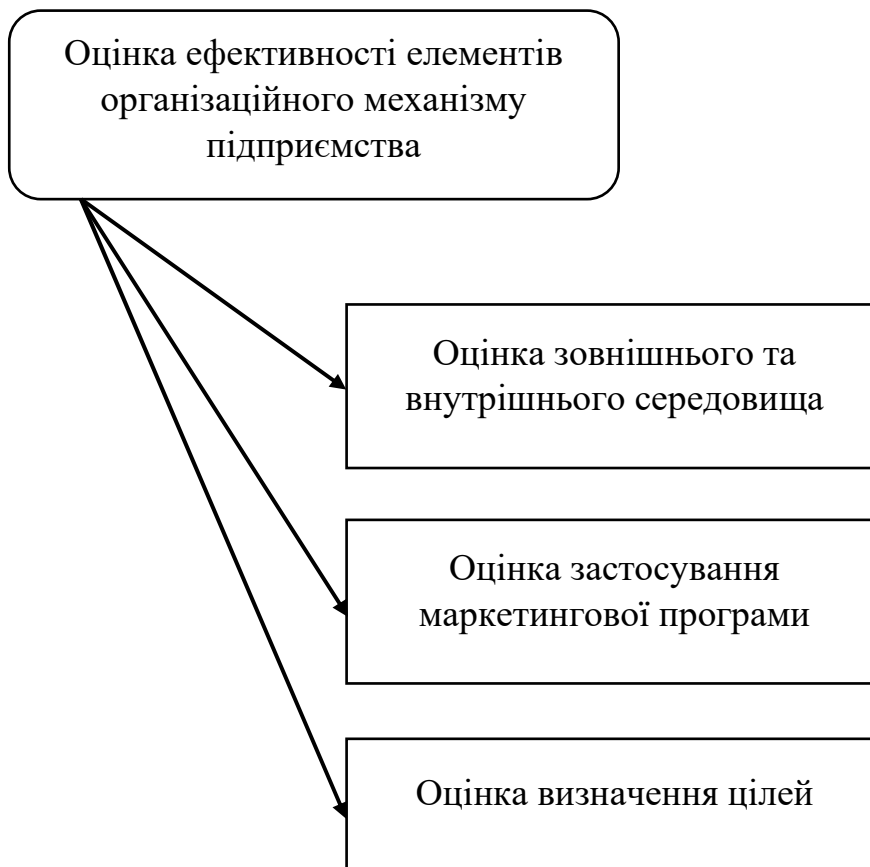 Оцінка ефективності елементів
організаційного механізму
підприємства
Оцінка зовнішнього та
внутрішнього середовища
Оцінка застосування
маркетингової програми
Оцінка визначення цілей